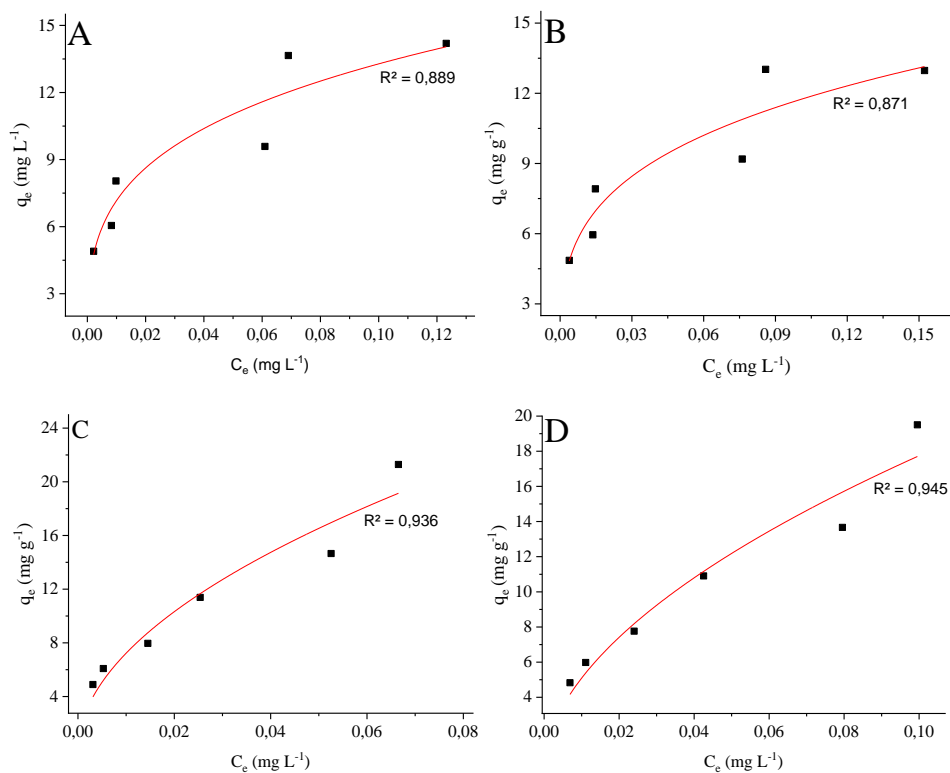 A
15
12
9
6
3
qₑ (mg L⁻¹)
R² = 0,889
0,00 0,02 0,04 0,06 0,08 0,10 0,12
Cₑ (mg L⁻¹)
B
15
12
9
6
3
qₑ (mg g⁻¹)
R² = 0,871
0,00 0,03 0,06 0,09 0,12 0,15
Cₑ (mg L⁻¹)
C
24
20
16
12
8
4
qₑ (mg g⁻¹)
R² = 0,936
0,00 0,02 0,04 0,06 0,08
Cₑ (mg L⁻¹)
D
20
18
16
14
12
10
8
6
4
qₑ (mg g⁻¹)
R² = 0,945
0,00 0,02 0,04 0,06 0,08 0,10
Cₑ (mg L⁻¹)